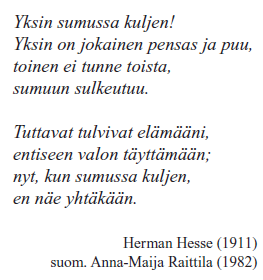 Yksin sumussa kuljen!
Yksin on jokainen pensas ja puu,
toinen ei tunne toista,
sumuun sulkeutuu.

Tuttavat tulvivat elämääni,
entiseen valon täyttämään;
nyt, kun sumussa kuljen,
en näe yhtäkään.

Herman Hesse (1911)
suom. Anna-Maija Raittila (1982)